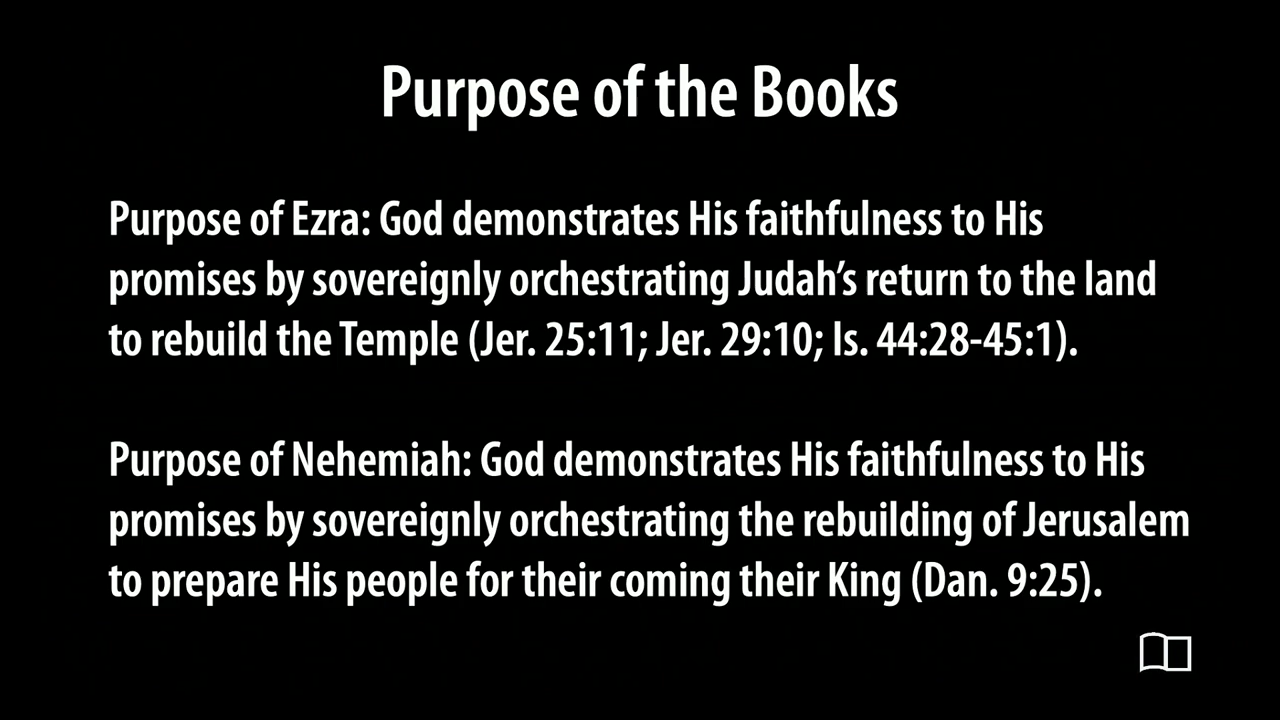 Purpose of the Books
Purpose of Ezra: God demonstrates His faithfulness to His
promises by sovereignly orchestrating Judah’s return to the land
to rebuild the Temple (Jer. 25:11; Jer. 29:10; Is. 44:28-45:1).
Purpose of Nehemiah: God demonstrates His faithfulness to His
promises by sovereignly orchestrating the rebuilding of Jerusalem
to prepare His people for their coming their King (Dan. 9:25).